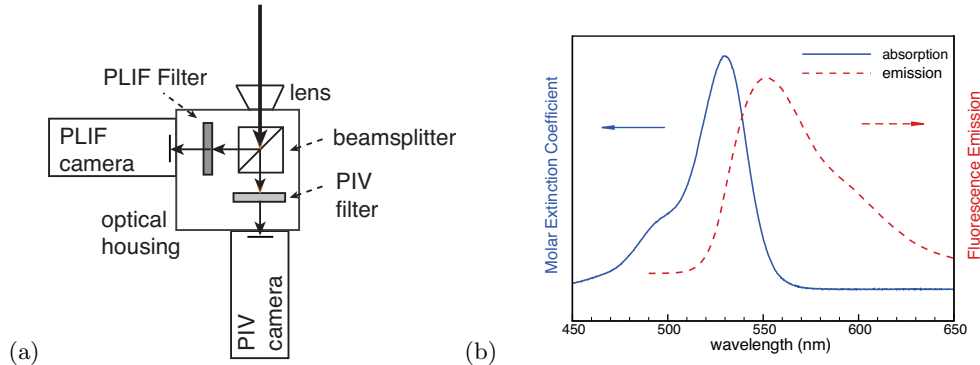 PLIF Filter
lens
PLIF
camera
beamsplitter
PIV
filter
optical
housing
PIV
camera
(a)
Molar Extinction Coefficient
absorption
emission
Fluorescence Emission
450 500 550 600 650
wavelength (nm)
(b)